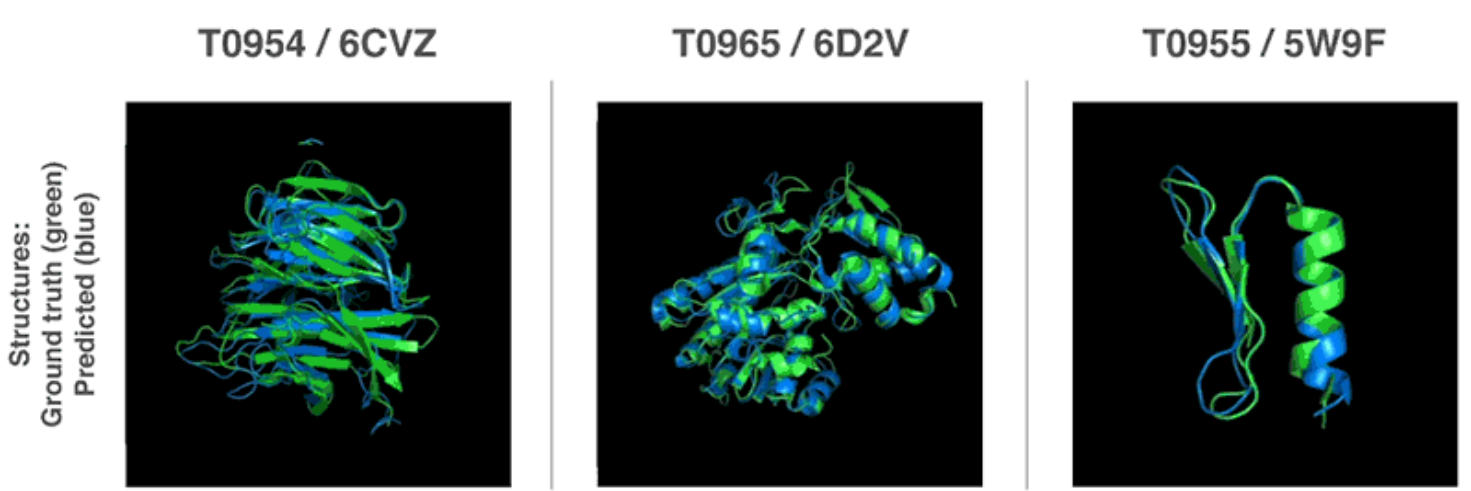 T0954 / 6CVZ
T0965 / 6D2V
T0955 / 5W9F
Structures:
Ground truth (green)
Predicted (blue)